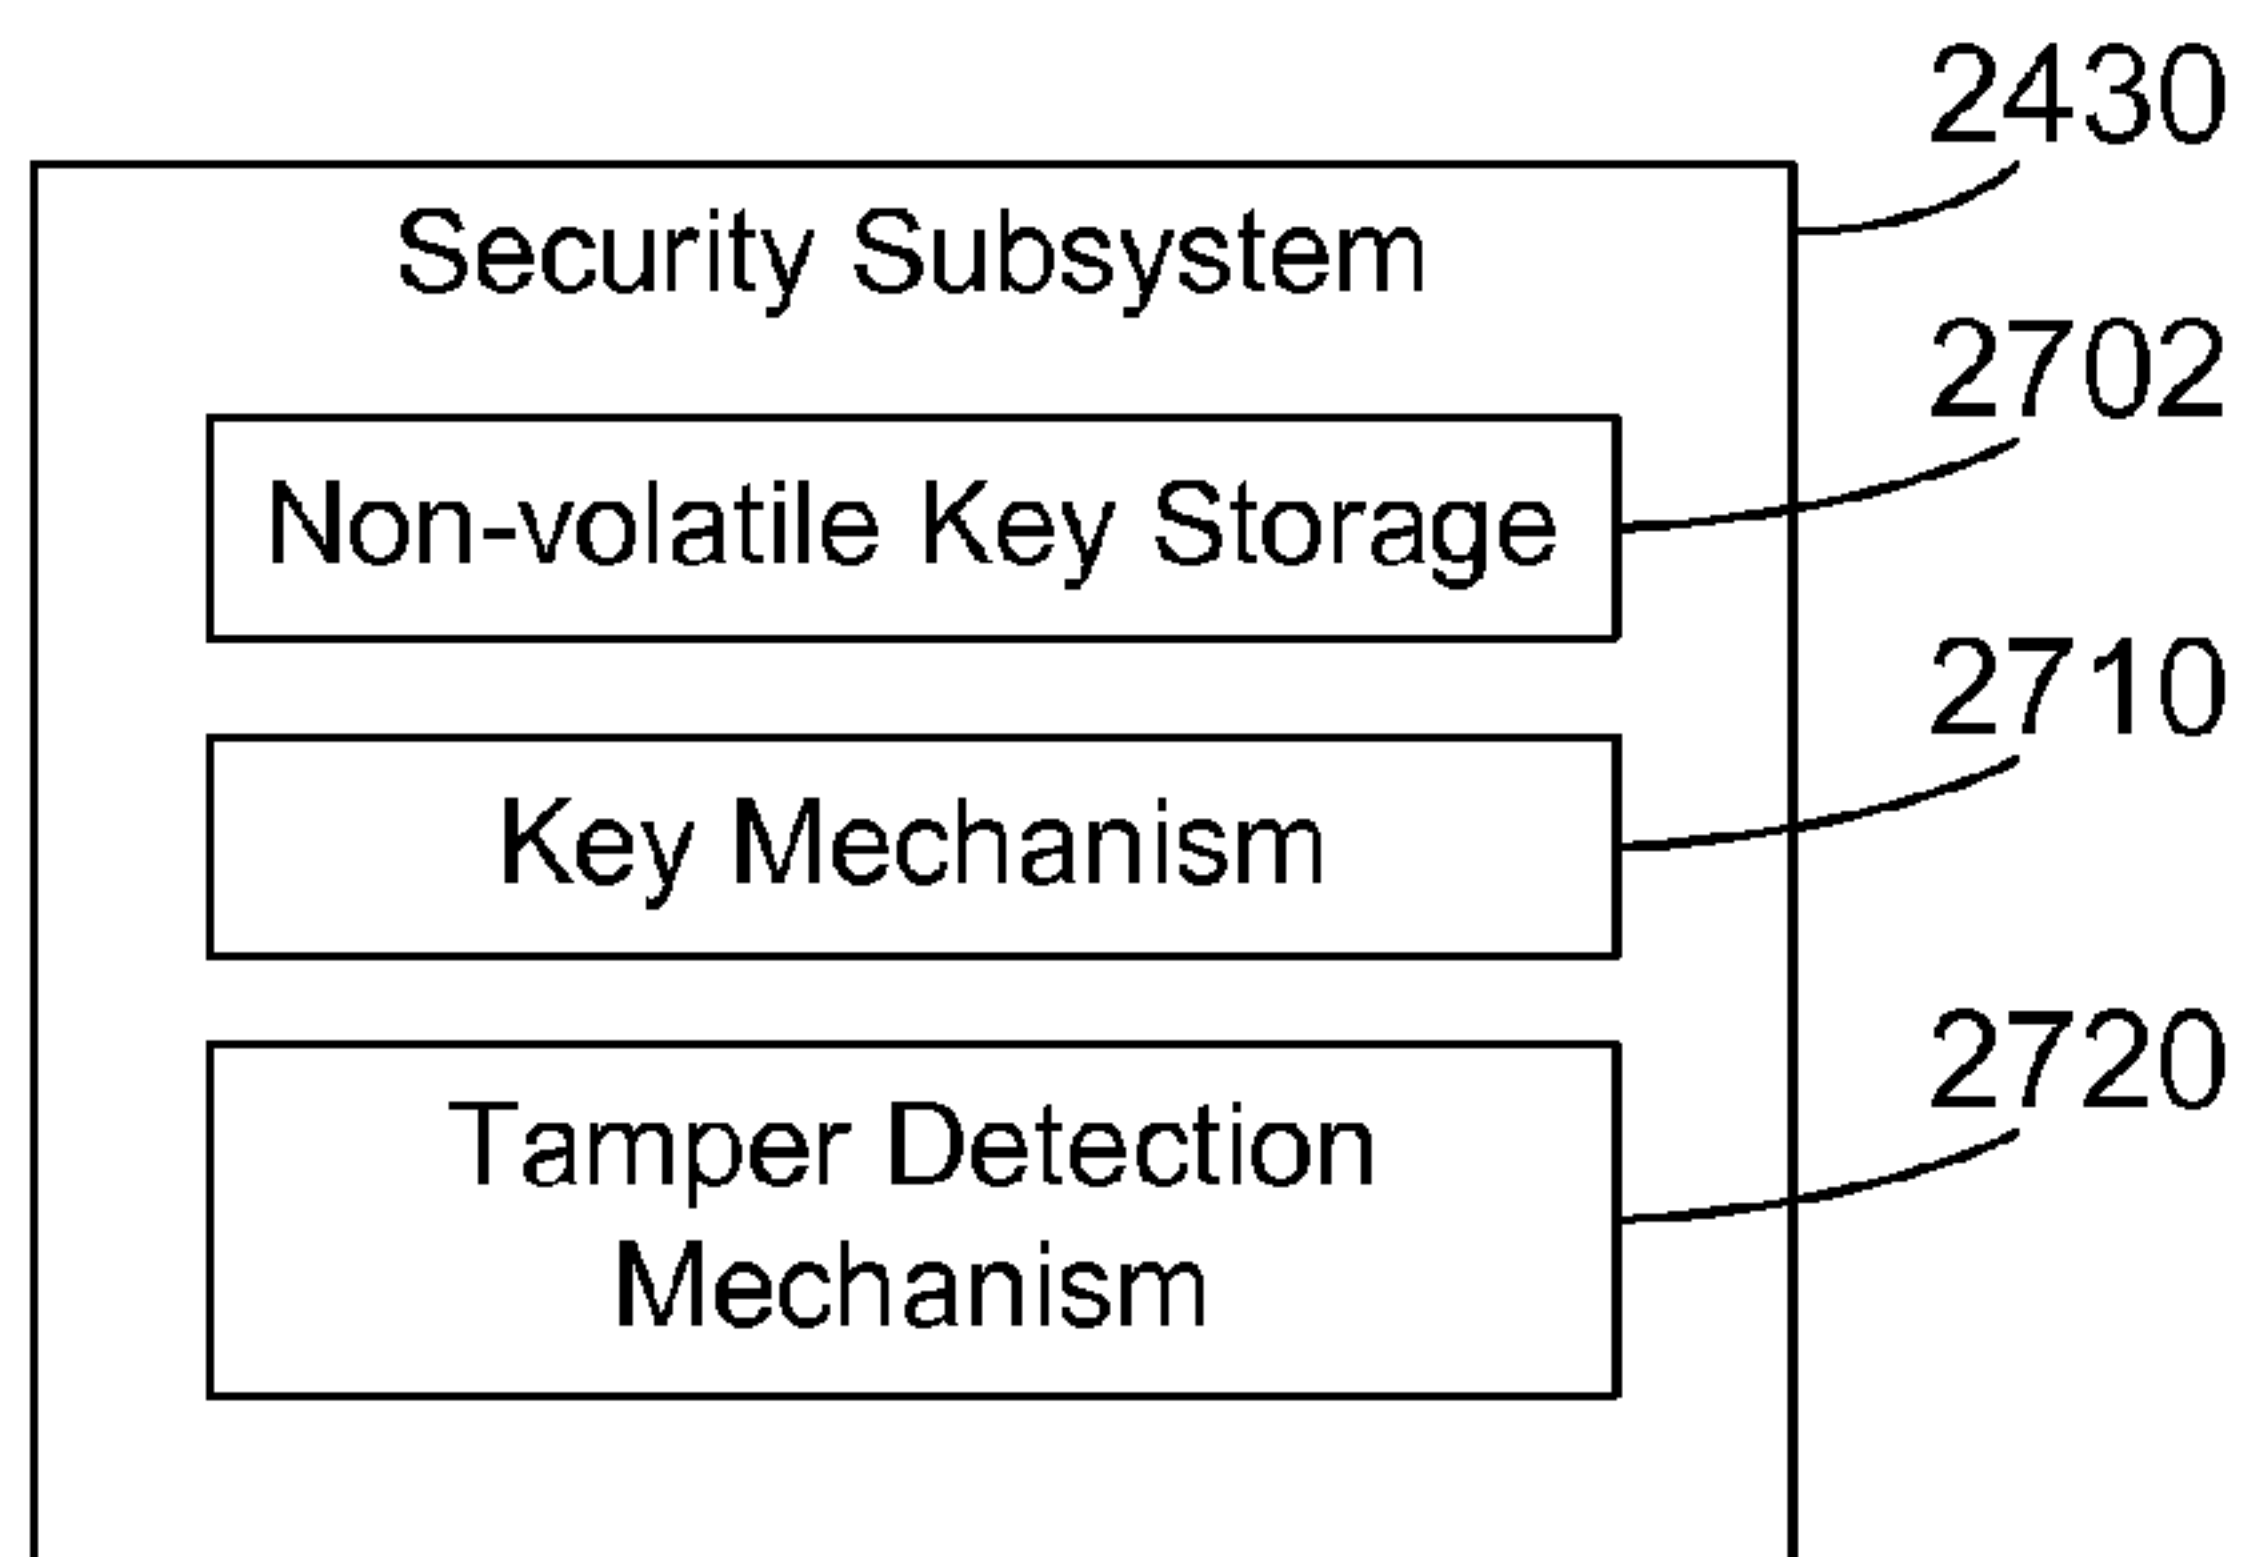 2430
Security Subsystem
2702
Non-volatile Key Storage
2710
Key Mechanism
2720
Tamper Detection
Mechanism